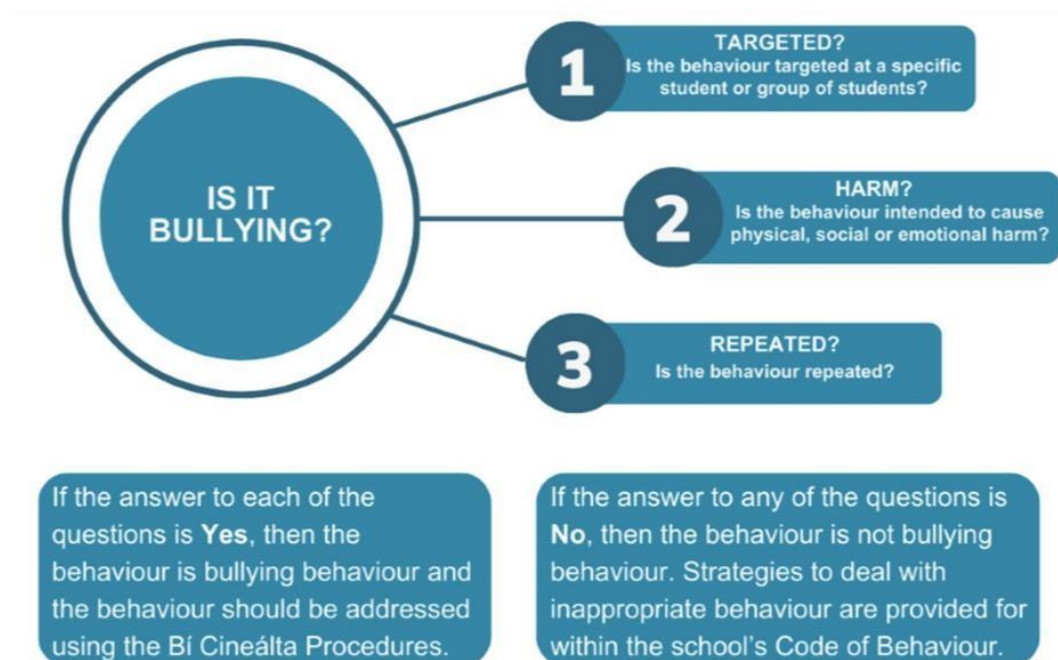 IS IT
BULLYING?
1
TARGETED?
Is the behaviour targeted at a specific
student or group of students?
2
HARM?
Is the behaviour intended to cause
physical, social or emotional harm?
3
REPEATED?
Is the behaviour repeated?
If the answer to each of the
questions is Yes, then the
behaviour is bullying behaviour and
the behaviour should be addressed
using the Bí Cineálta Procedures.
If the answer to any of the questions is
No, then the behaviour is not bullying
behaviour. Strategies to deal with
inappropriate behaviour are provided for
within the school's Code of Behaviour.